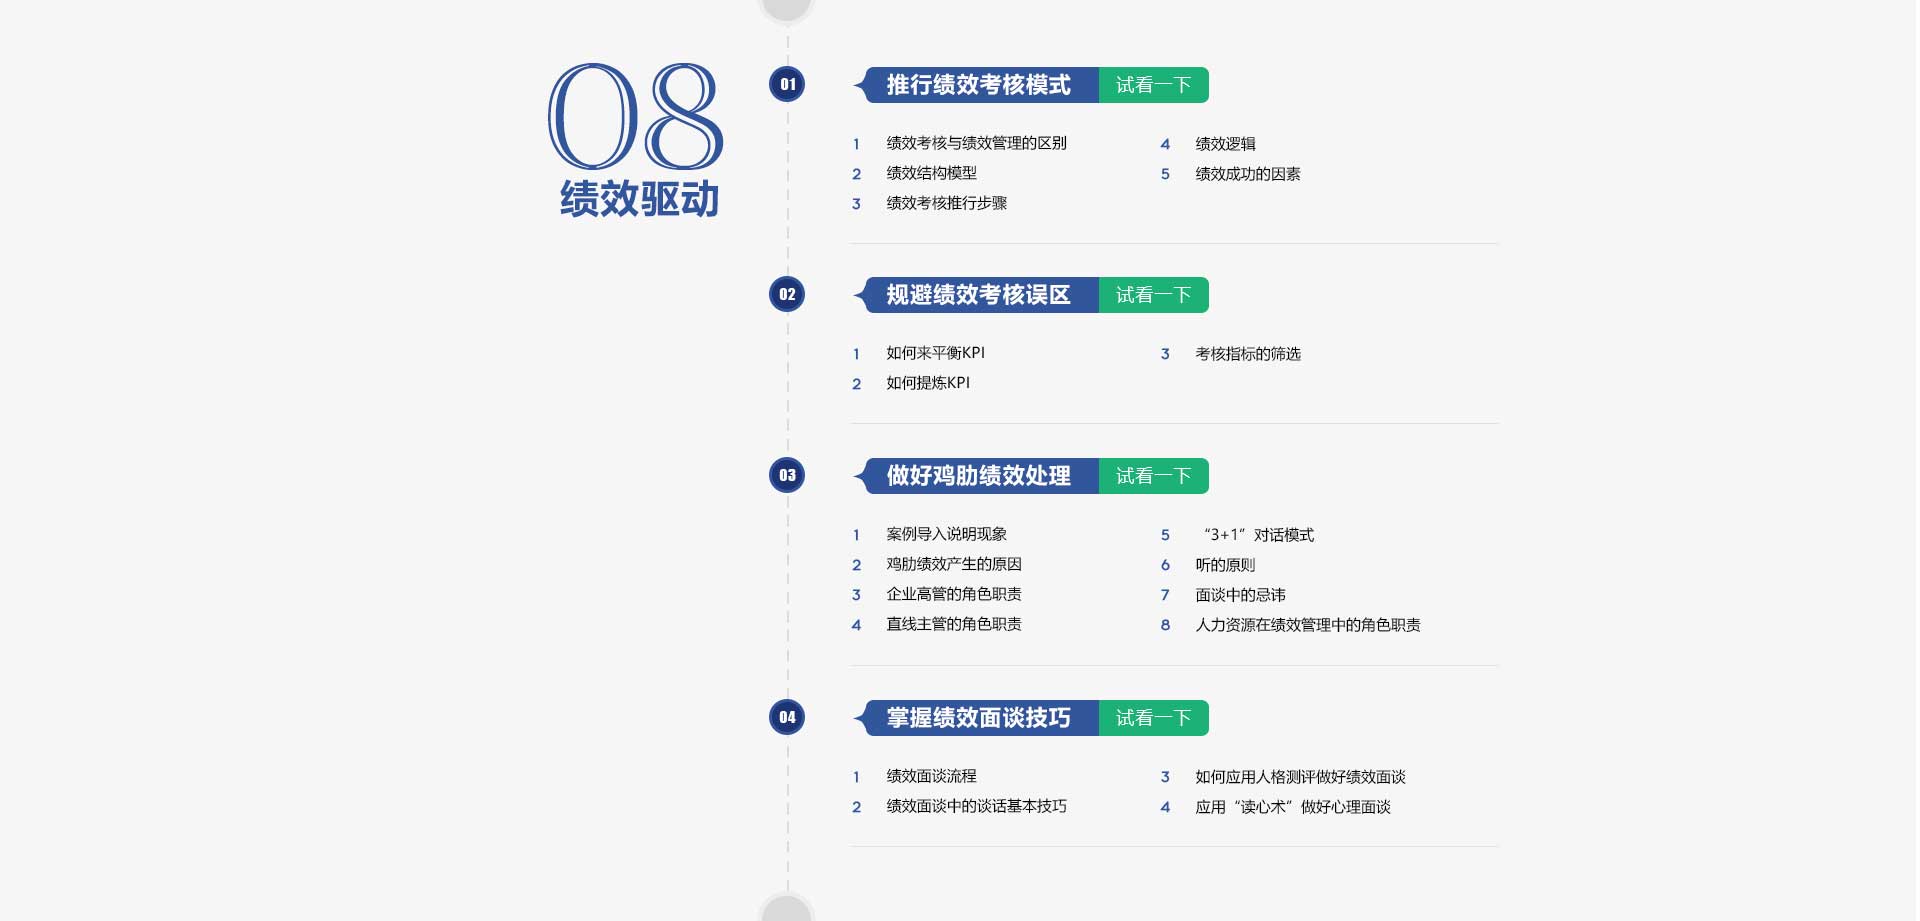 08
绩效驱动
01
推行绩效考核模式 试看一下
1 绩效考核与绩效管理的区别
2 绩效结构模型
3 绩效考核推行步骤
4 绩效逻辑
5 绩效成功的因素
02
规避绩效考核误区 试看一下
1 如何来平衡KPI
2 如何提炼KPI
3 考核指标的筛选
03
做好鸡肋绩效处理 试看一下
1 案例导入说明现象
2 鸡肋绩效产生的原因
3 企业高管的角色职责
4 直线主管的角色职责
5 “3+1”对话模式
6 听的原则
7 面谈中的忌讳
8 人力资源在绩效管理中的角色职责
04
掌握绩效面谈技巧 试看一下
1 绩效面谈流程
2 绩效面谈中的谈话基本技巧
3 如何应用人格测评做好绩效面谈
4 应用“读心术”做好心理面谈